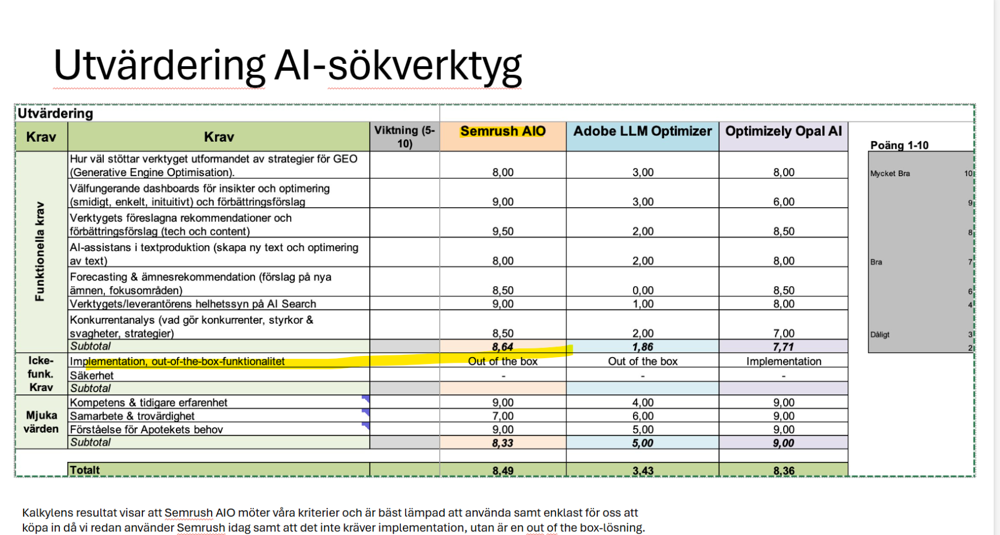 Utvärdering AI-sökverktyg
Utvärdering
Krav Krav Viktning (5-10) Semrush AIO Adobe LLM Optimizer Optimizely Opal AI
Poäng 1-10
Funktionella krav
Hur väl stöttar verktyget utformandet av strategier för GEO
(Generative Engine Optimisation). 8,00 3,00 8,00
Mycket Bra 10
Välfungerande dashboards för insikter och optimering
(smidigt, enkelt, inituitivt) och förbättringsförslag 9,00 3,00 6,00
9
Verktygets föreslagna rekommendationer och
förbättringsförslag (tech och content) 9,50 2,00 8,50
8
AI-assistans i textproduktion (skapa ny text och optimering
av text) 8,00 2,00 8,00
Bra 7
Forecasting & ämnesrekommendation (förslag på nya
ämnen, fokusområden) 8,50 0,00 8,50
6
Verktygets/leverantörens helhetssyn på AI Search 9,00 1,00 8,00
4
Konkurrentanalys (vad gör konkurrenter, styrkor &
svagheter, strategier) 8,50 2,00 7,00
Dåligt 3
Subtotal 8,64 1,86 7,71
2
Icke-
funk.
Krav
Implementation, out-of-the-box-funktionalitet Out of the box Out of the box Implementation
Säkerhet - - -
Subtotal
Mjuka
värden
Kompetens & tidigare erfarenhet 9,00 4,00 9,00
Samarbete & trovärdighet 7,00 6,00 9,00
Förståelse för Apotekets behov 9,00 5,00 9,00
Subtotal 8,33 5,00 9,00
Totalt 8,49 3,43 8,36
Kalkylens resultat visar att Semrush AIO möter våra kriterier och är bäst lämpad att använda samt enklast för oss att
köpa in då vi redan använder Semrush idag samt att det inte kräver implementation, utan är en out of the box-lösning.